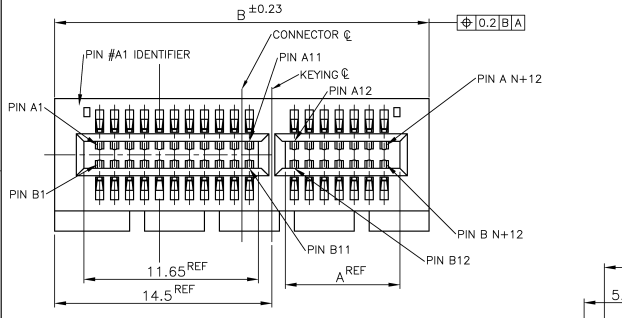 B ±0.23
⌖ 0.2 B A
CONNECTOR ℄
PIN #A1 IDENTIFIER
PIN A11
KEYING ℄
PIN A12
PIN A N+12
PIN A1
PIN B1
PIN B N+12
PIN B11
PIN B12
11.65 REF
A REF
14.5 REF
5.